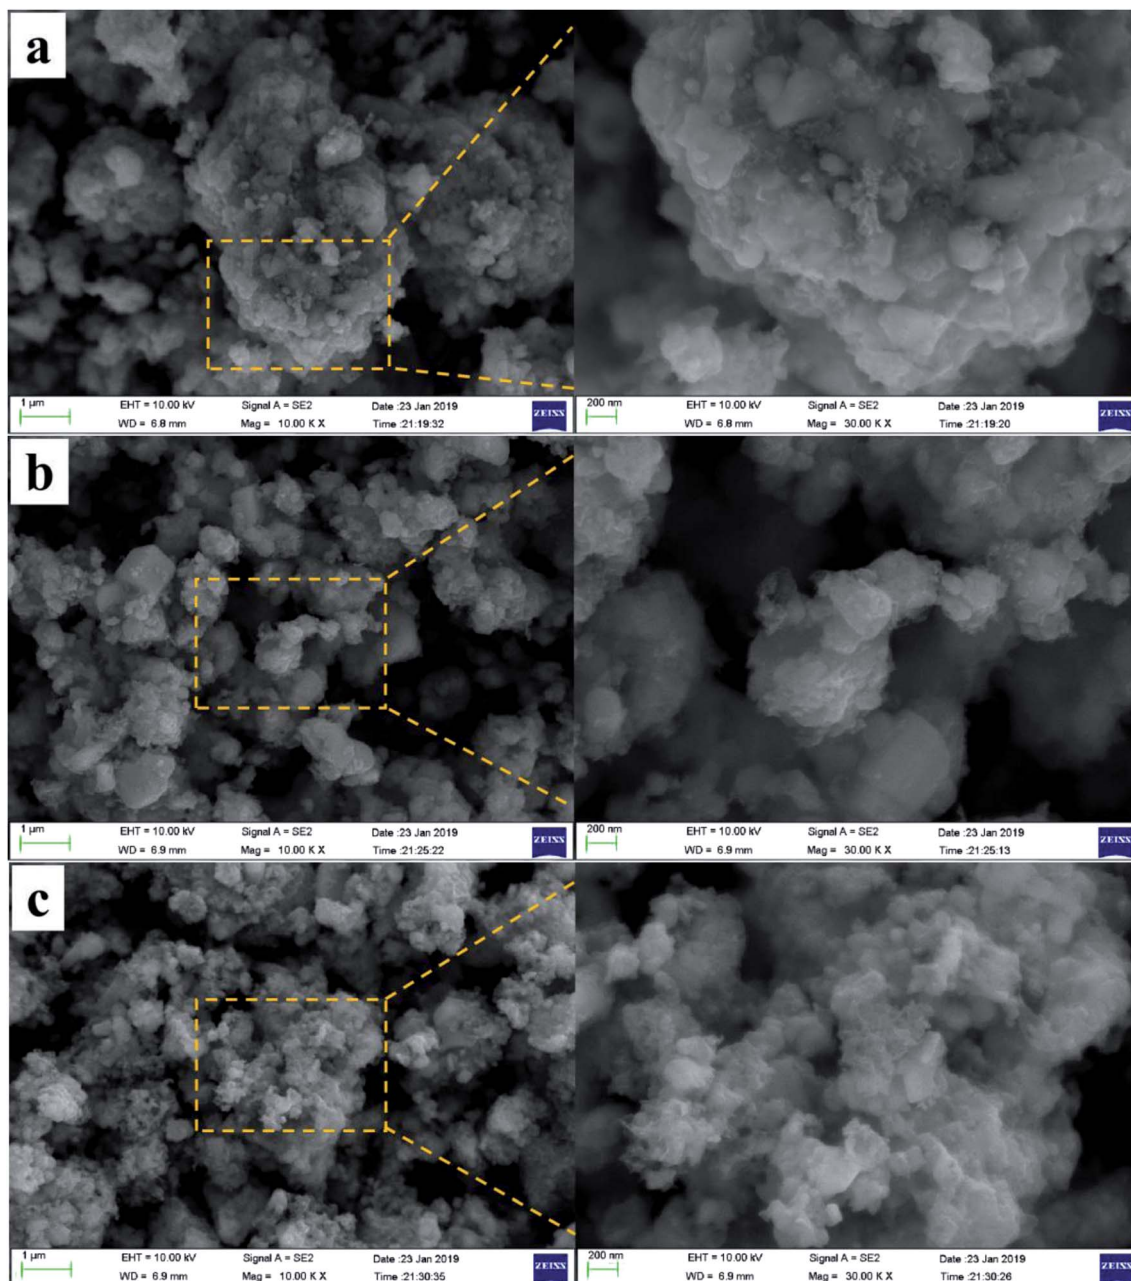 a
1 µm
EHT = 10.00 kV Signal A = SE2 Date :23 Jan 2019
WD = 6.8 mm Mag = 10.00 K X Time :21:19:32
ZEISS
200 nm
EHT = 10.00 kV Signal A = SE2 Date :23 Jan 2019
WD = 6.8 mm Mag = 30.00 K X Time :21:19:20
ZEISS
b
1 µm
EHT = 10.00 kV Signal A = SE2 Date :23 Jan 2019
WD = 6.9 mm Mag = 10.00 K X Time :21:25:22
ZEISS
200 nm
EHT = 10.00 kV Signal A = SE2 Date :23 Jan 2019
WD = 6.9 mm Mag = 30.00 K X Time :21:25:13
ZEISS
c
1 µm
EHT = 10.00 kV Signal A = SE2 Date :23 Jan 2019
WD = 6.9 mm Mag = 10.00 K X Time :21:30:35
ZEISS
200 nm
EHT = 10.00 kV Signal A = SE2 Date :23 Jan 2019
WD = 6.9 mm Mag = 30.00 K X Time :21:30:26
ZEISS